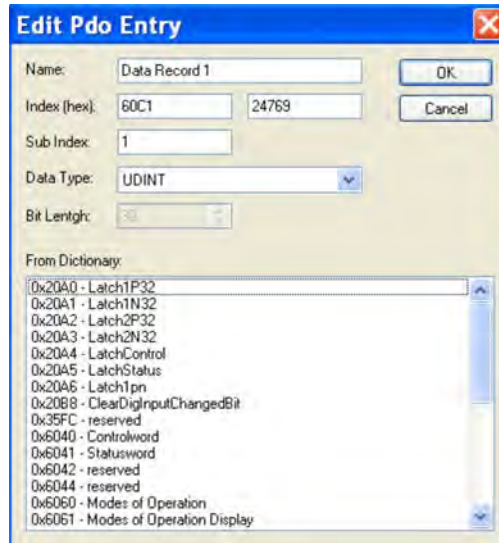 Edit Pdo Entry
Name: Data Record 1 OK
Index (hex): 60C1 24769 Cancel
Sub Index: 1
Data Type: UDINT
Bit Lentgh: 32
From Dictionary:
0x20A0 - Latch1P32
0x20A1 - Latch1N32
0x20A2 - Latch2P32
0x20A3 - Latch2N32
0x20A4 - LatchControl
0x20A5 - LatchStatus
0x20A6 - Latch1pn
0x20B8 - ClearDigInputChangedBit
0x35FC - reserved
0x6040 - Controlword
0x6041 - Statusword
0x6042 - reserved
0x6044 - reserved
0x6060 - Modes of Operation
0x6061 - Modes of Operation Display